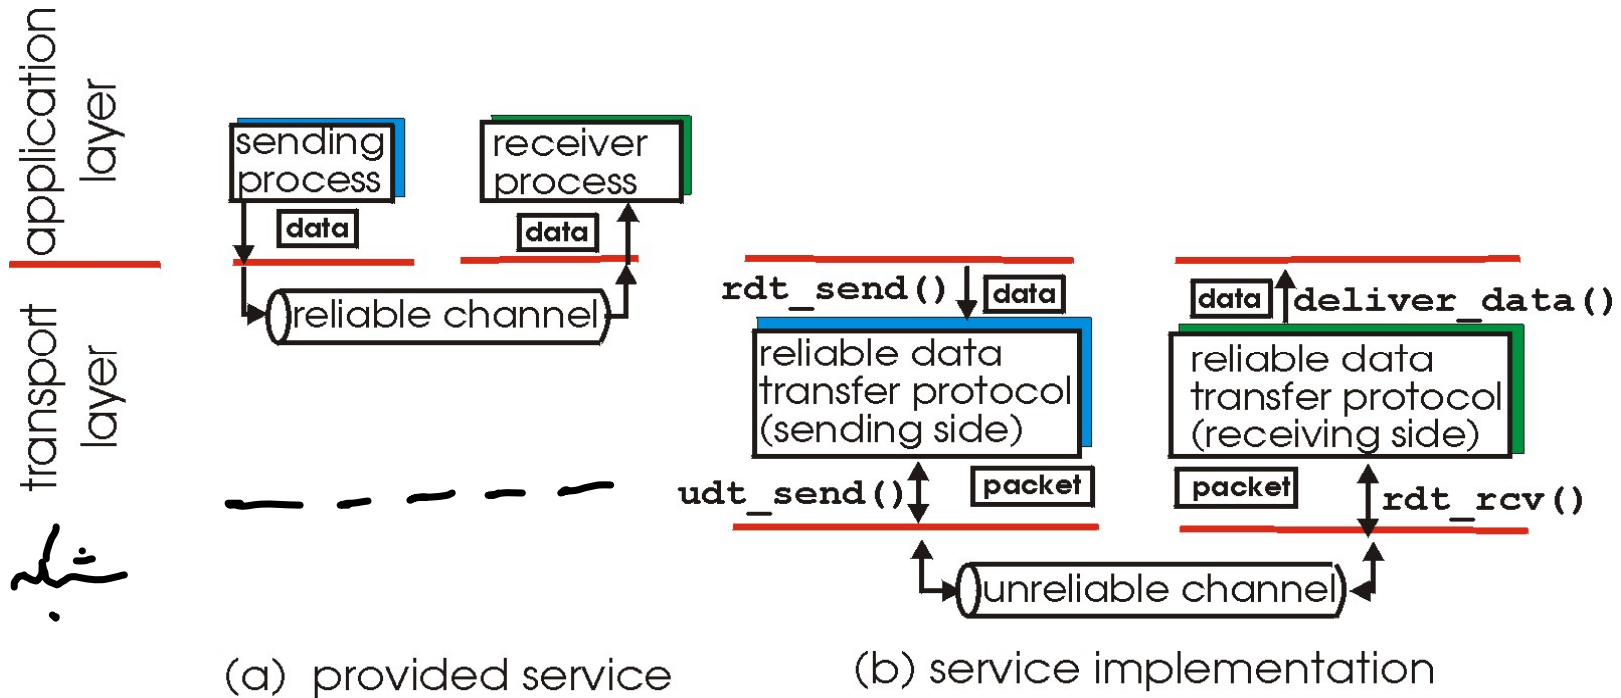 application
layer
transport
layer
شبکه
sending
process
data
receiver
process
data
reliable channel
(a) provided service
rdt_send()
data
reliable data
transfer protocol
(sending side)
udt_send()
packet
data
deliver_data()
reliable data
transfer protocol
(receiving side)
packet
rdt_rcv()
unreliable channel
(b) service implementation